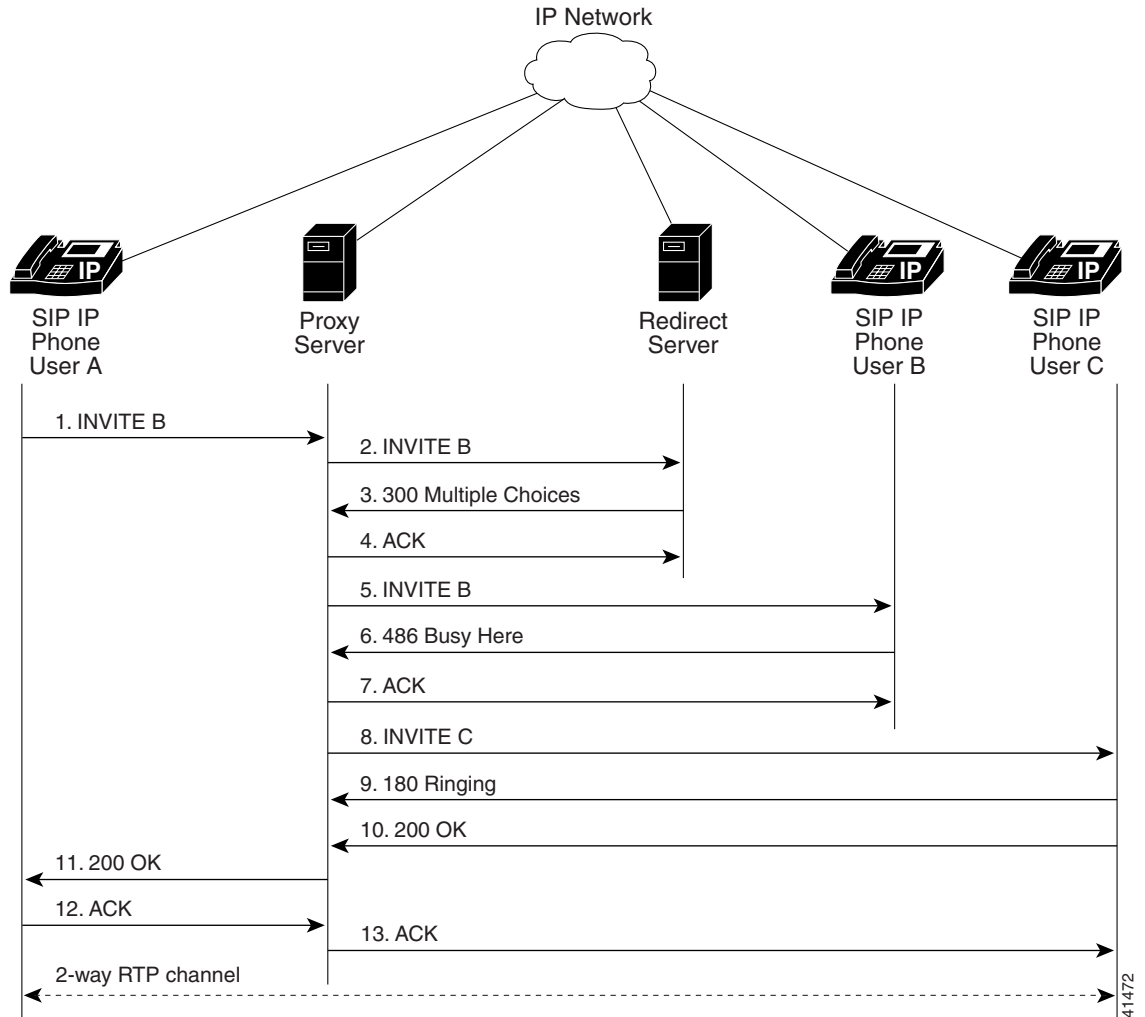 IP Network
IP
IP
IP
SIP IP
Phone
User A
Proxy
Server
Redirect
Server
SIP IP
Phone
User B
SIP IP
Phone
User C
1. INVITE B
2. INVITE B
3. 300 Multiple Choices
4. ACK
5. INVITE B
6. 486 Busy Here
7. ACK
8. INVITE C
9. 180 Ringing
10. 200 OK
11. 200 OK
12. ACK
13. ACK
2-way RTP channel
41472